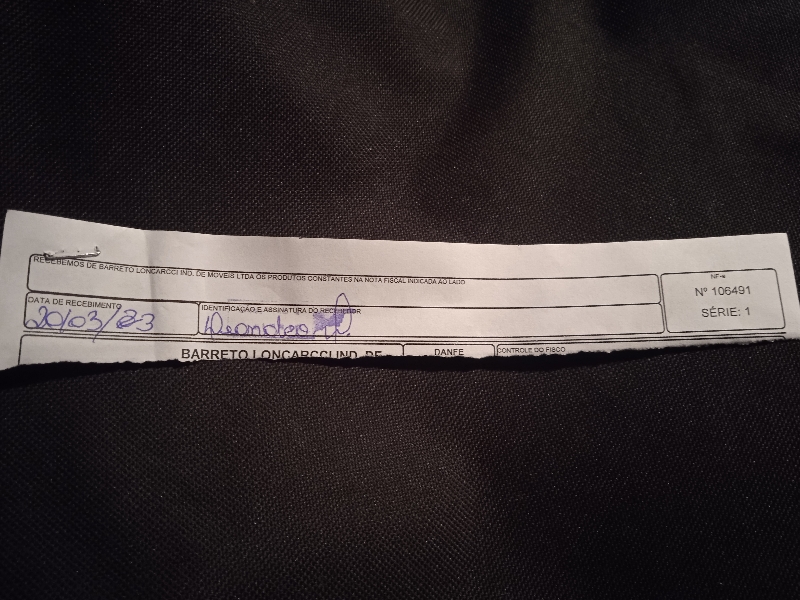 RECEBEMOS DE BARRETO LONCARCCI IND. DE MOVEIS LTDA OS PRODUTOS CONSTANTES NA NOTA FISCAL INDICADA AO LADO
NF-e
Nº 106491
SÉRIE: 1
DATA DE RECEBIMENTO
20/03/23
IDENTIFICAÇÃO E ASSINATURA DO RECEBEDOR
BARRETO LONCARCCI IND. DE
DANFE
CONTROLE DO FISCO